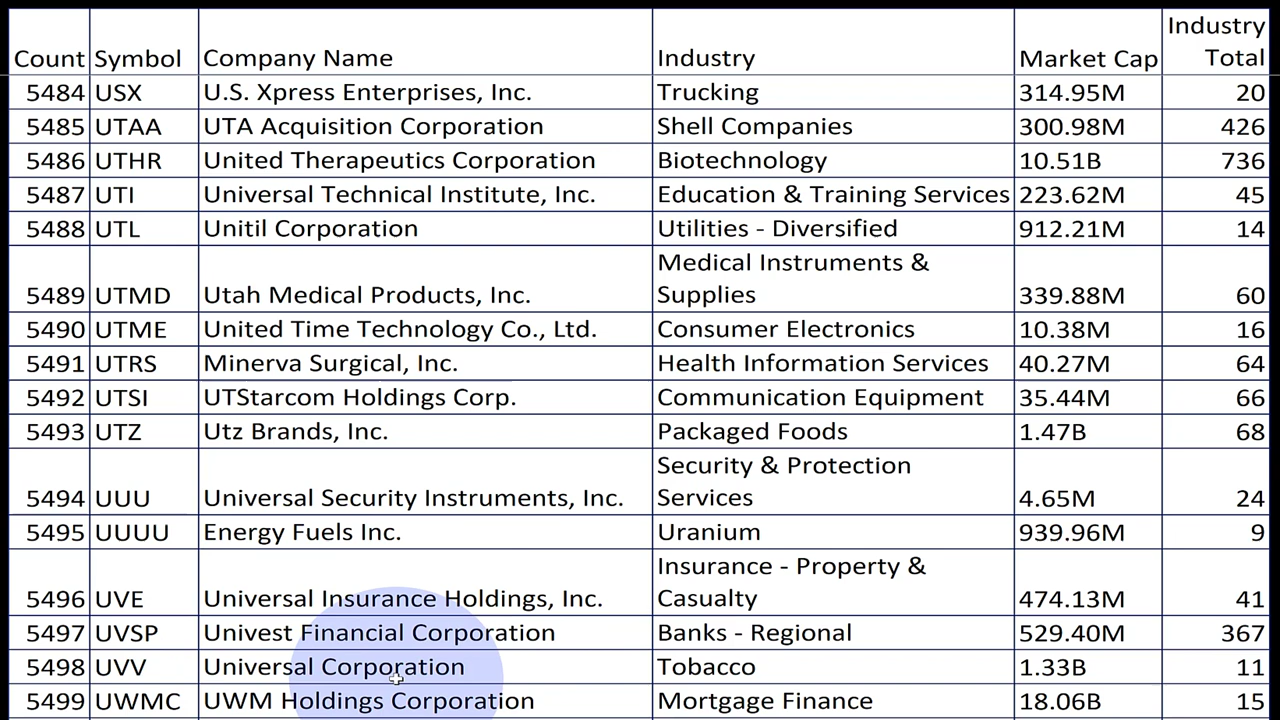 Count Symbol Company Name Industry Market Cap Industry Total
5484 USX U.S. Xpress Enterprises, Inc. Trucking 314.95M 20
5485 UTAA UTA Acquisition Corporation Shell Companies 300.98M 426
5486 UTHR United Therapeutics Corporation Biotechnology 10.51B 736
5487 UTI Universal Technical Institute, Inc. Education & Training Services 223.62M 45
5488 UTL Unitil Corporation Utilities - Diversified 912.21M 14
5489 UTMD Utah Medical Products, Inc. Medical Instruments & Supplies 339.88M 60
5490 UTME United Time Technology Co., Ltd. Consumer Electronics 10.38M 16
5491 UTRS Minerva Surgical, Inc. Health Information Services 40.27M 64
5492 UTSI UTStarcom Holdings Corp. Communication Equipment 35.44M 66
5493 UTZ Utz Brands, Inc. Packaged Foods 1.47B 68
5494 UUU Universal Security Instruments, Inc. Security & Protection Services 4.65M 24
5495 UUUU Energy Fuels Inc. Uranium 939.96M 9
5496 UVE Universal Insurance Holdings, Inc. Insurance - Property & Casualty 474.13M 41
5497 UVSP Univest Financial Corporation Banks - Regional 529.40M 367
5498 UVV Universal Corporation Tobacco 1.33B 11
5499 UWMC UWM Holdings Corporation Mortgage Finance 18.06B 15